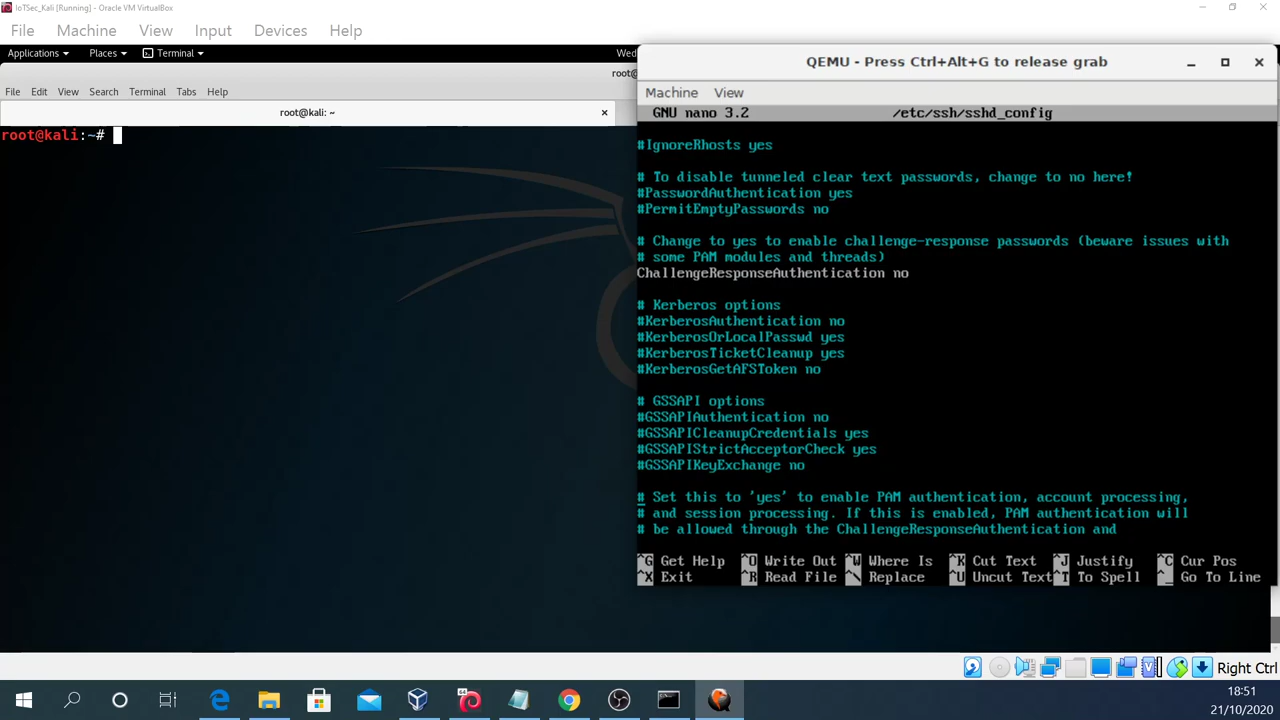 IoTSec_Kali [Running] - Oracle VM VirtualBox
File Machine View Input Devices Help
Applications Places Terminal Wed
root@k
File Edit View Search Terminal Tabs Help
root@kali: ~
root@kali:~#
QEMU - Press Ctrl+Alt+G to release grab
Machine View
GNU nano 3.2 /etc/ssh/sshd_config
#IgnoreRhosts yes
# To disable tunneled clear text passwords, change to no here!
#PasswordAuthentication yes
#PermitEmptyPasswords no
# Change to yes to enable challenge-response passwords (beware issues with
# some PAM modules and threads)
ChallengeResponseAuthentication no
# Kerberos options
#KerberosAuthentication no
#KerberosOrLocalPasswd yes
#KerberosTicketCleanup yes
#KerberosGetAFSToken no
# GSSAPI options
#GSSAPIAuthentication no
#GSSAPICleanupCredentials yes
#GSSAPIStrictAcceptorCheck yes
#GSSAPIKeyExchange no
# Set this to 'yes' to enable PAM authentication, account processing,
# and session processing. If this is enabled, PAM authentication will
# be allowed through the ChallengeResponseAuthentication and
^G Get Help ^O Write Out ^W Where Is ^K Cut Text ^J Justify ^C Cur Pos
^X Exit ^R Read File ^\ Replace ^U Uncut Text ^T To Spell ^_ Go To Line
Right Ctrl
18:51
21/10/2020